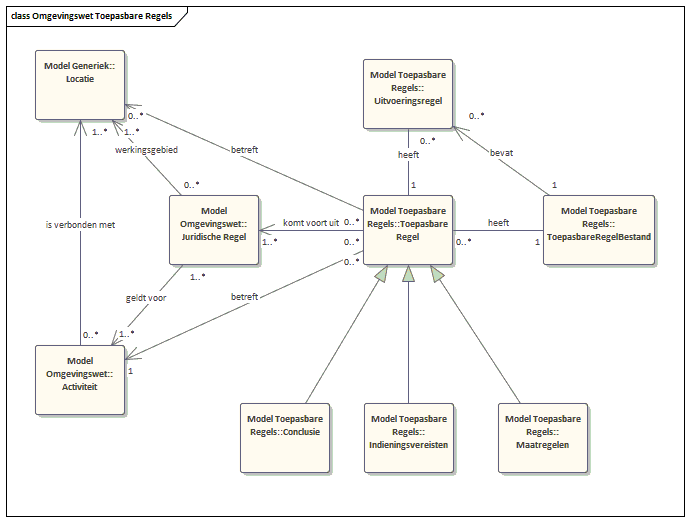 class Omgevingswet Toepasbare Regels
Model Generiek::
Locatie
Model Toepasbare
Regels::
Uitvoeringsregel
0..*
0..*
1..*
1..*
0..*
werkingsgebied
betreft
heeft
bevat
0..*
1
1
Model
Omgevingswet::
Juridische Regel
Model Toepasbare
Regels::Toepasbare
Regel
Model Toepasbare
Regels::
ToepasbareRegelBestand
is verbonden met
komt voort uit
0..*
heeft
1..*
0..*
0..*
1
0..*
1..*
geldt voor
betreft
0..*
1..*
1
Model
Omgevingswet::
Activiteit
Model Toepasbare
Regels::Conclusie
Model Toepasbare
Regels::
Indieningsvereisten
Model Toepasbare
Regels::
Maatregelen